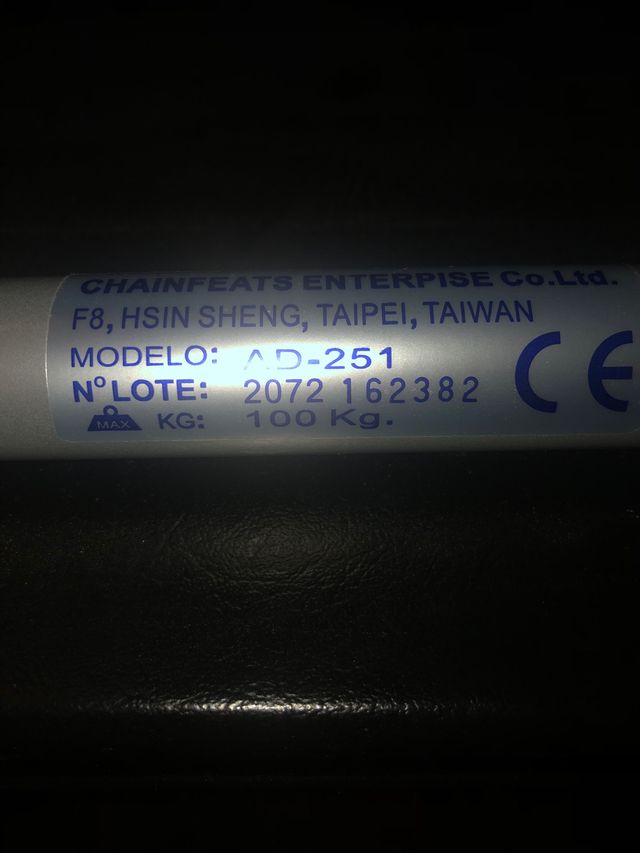 CHAINFEATS ENTERPISE Co.Ltd.
F8, HSIN SHENG, TAIPEI, TAIWAN
MODELO: AD-251
Nº LOTE: 2072 162382
MAX KG: 100 Kg.
CE